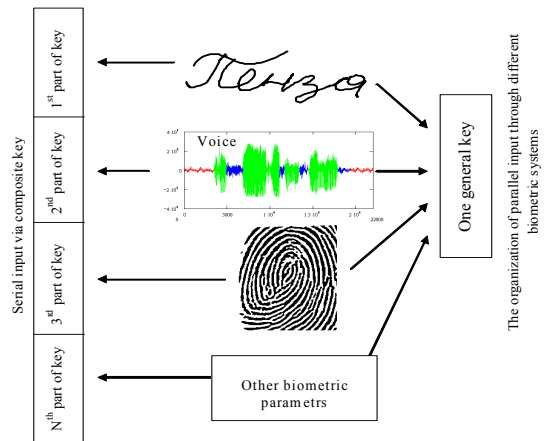 Serial input via composite key
1st part of key
2nd part of key
3rd part of key
Nth part of key
Пенза
Voice
4·10⁴
2·10⁴
0
−2·10⁴
−4·10⁴
0
3000
1·10⁴
1.5·10⁴
2·10⁴
22000
Other biometric
parametrs
One general key
The organization of parallel input through different
biometric systems